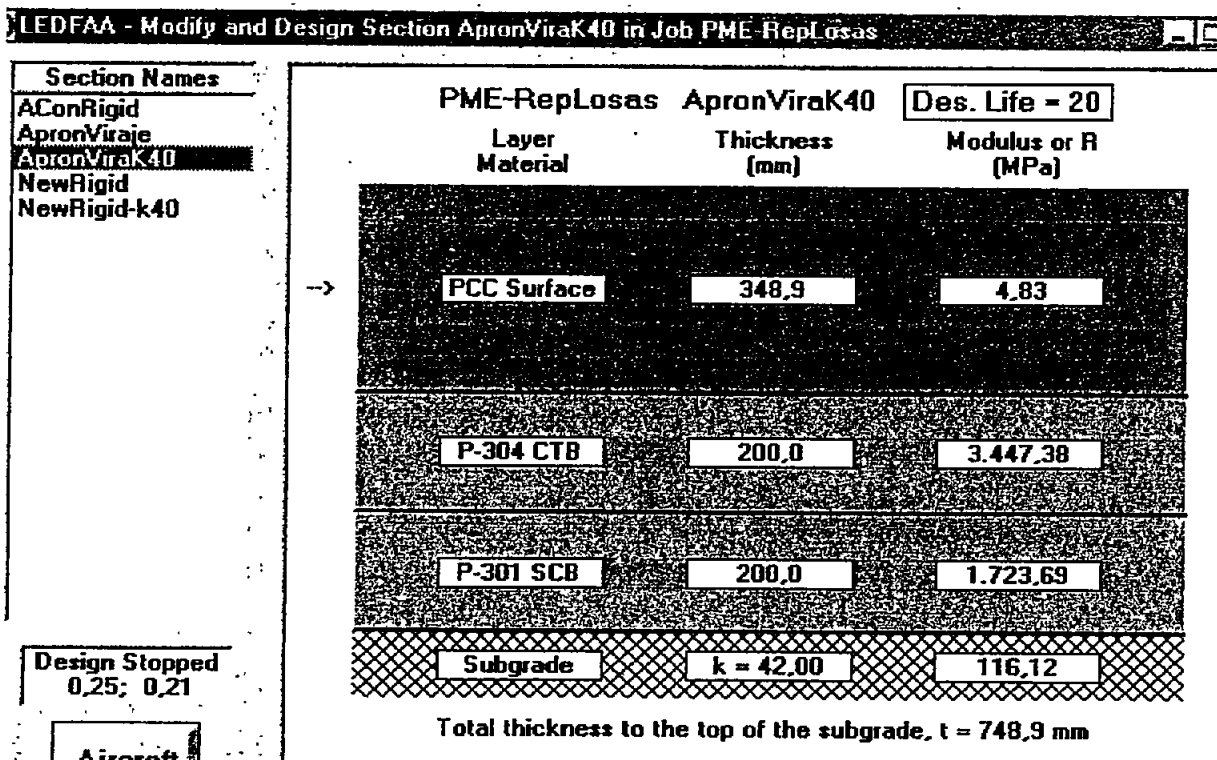 LEDFAA - Modify and Design Section ApronViraK40 in Job PME-RepLosas
Section Names
AConRigid
ApronViraje
ApronViraK40
NewRigid
NewRigid-k40
PME-RepLosas ApronViraK40 Des. Life = 20
Layer Material Thickness (mm) Modulus or R (MPa)
--> PCC Surface 348,9 4,83
P-304 CTB 200,0 3.447,38
P-301 SCB 200,0 1.723,69
Subgrade k = 42,00 116,12
Total thickness to the top of the subgrade, t = 748,9 mm
Design Stopped
0,25; 0,21
Aircraft